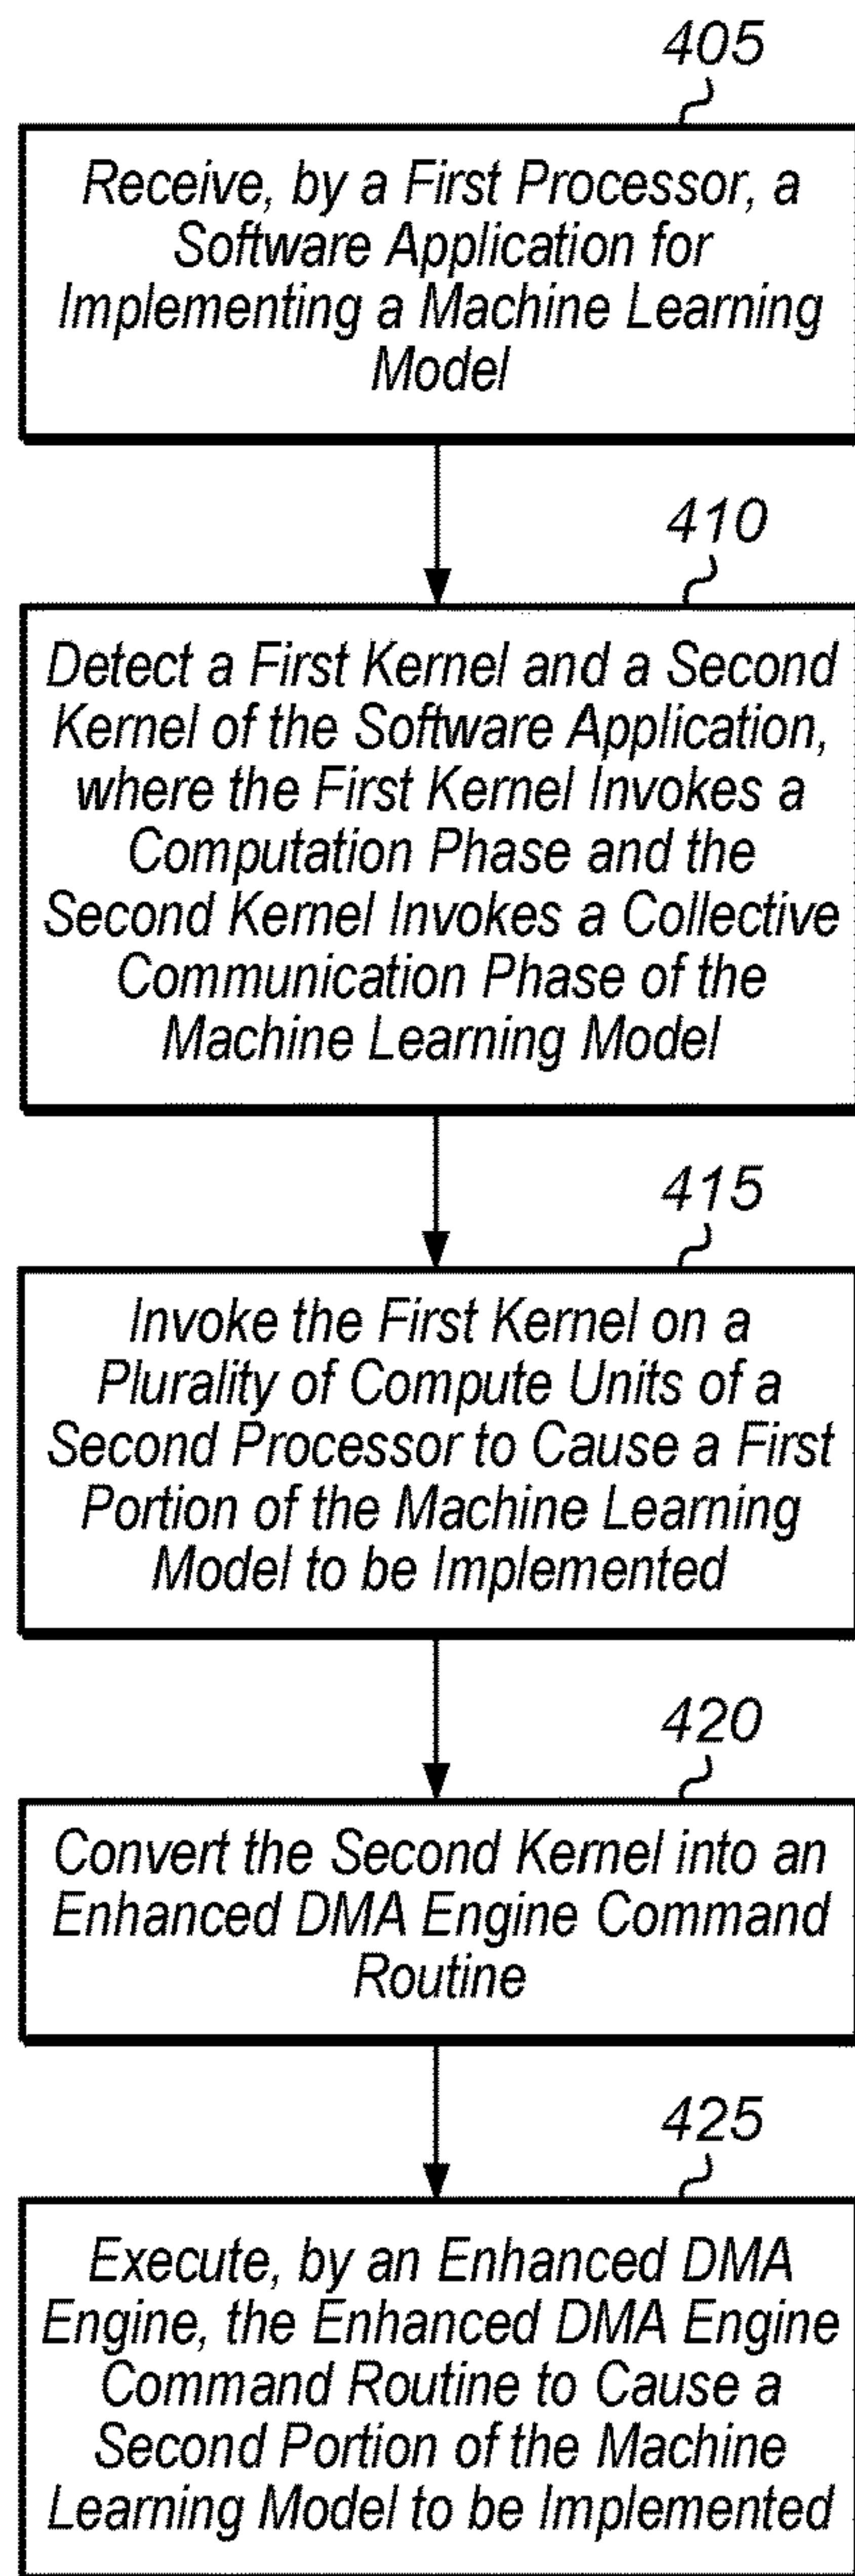 405
Receive, by a First Processor, a
Software Application for
Implementing a Machine Learning
Model
410
Detect a First Kernel and a Second
Kernel of the Software Application,
where the First Kernel Invokes a
Computation Phase and the
Second Kernel Invokes a Collective
Communication Phase of the
Machine Learning Model
415
Invoke the First Kernel on a
Plurality of Compute Units of a
Second Processor to Cause a First
Portion of the Machine Learning
Model to be Implemented
420
Convert the Second Kernel into an
Enhanced DMA Engine Command
Routine
425
Execute, by an Enhanced DMA
Engine, the Enhanced DMA Engine
Command Routine to Cause a
Second Portion of the Machine
Learning Model to be Implemented